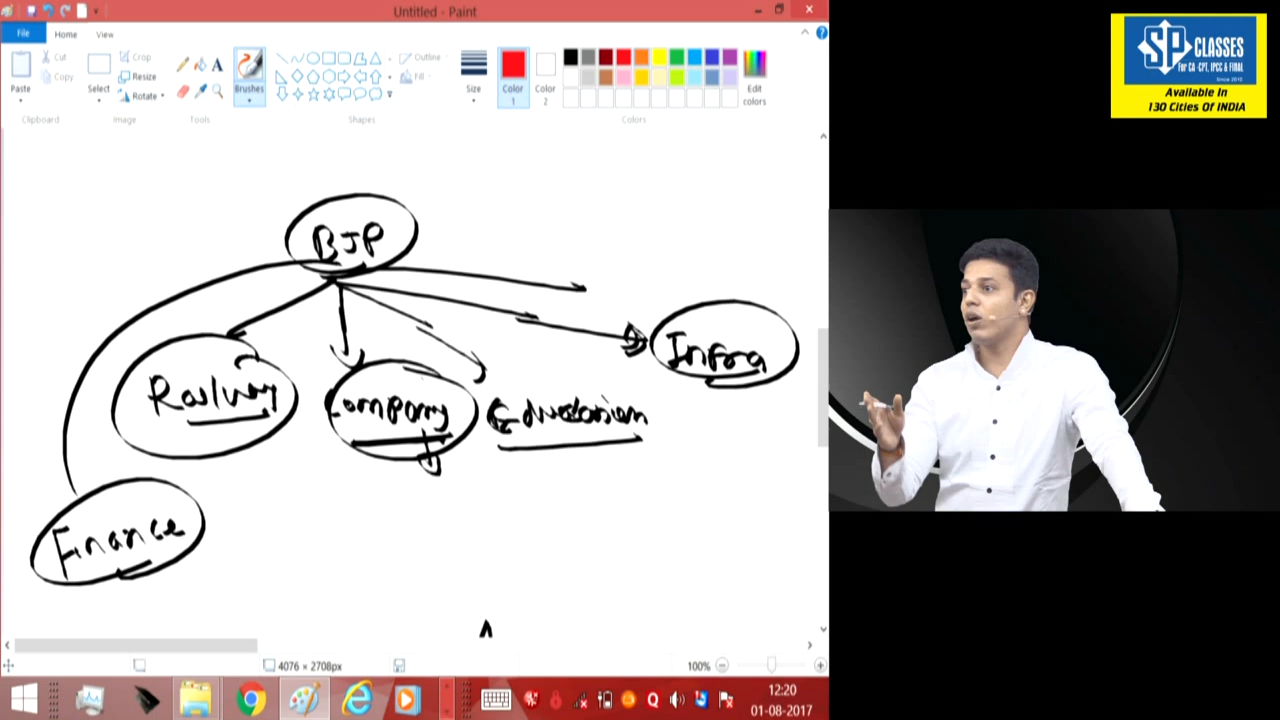 Untitled - Paint
File
Home
View
Paste
Cut
Copy
Clipboard
Select
Crop
Resize
Rotate
Image
Tools
Brushes
Shapes
Outline
Fill
Size
Color
1
Color
2
Edit
colors
Colors
SP CLASSES
For CA -CPT, IPCC & FINAL
Since 2010
Available In
130 Cities Of INDIA
BJP
Railway
Company
Infra
Finance
4076 × 2708px
100%
12:20
01-08-2017